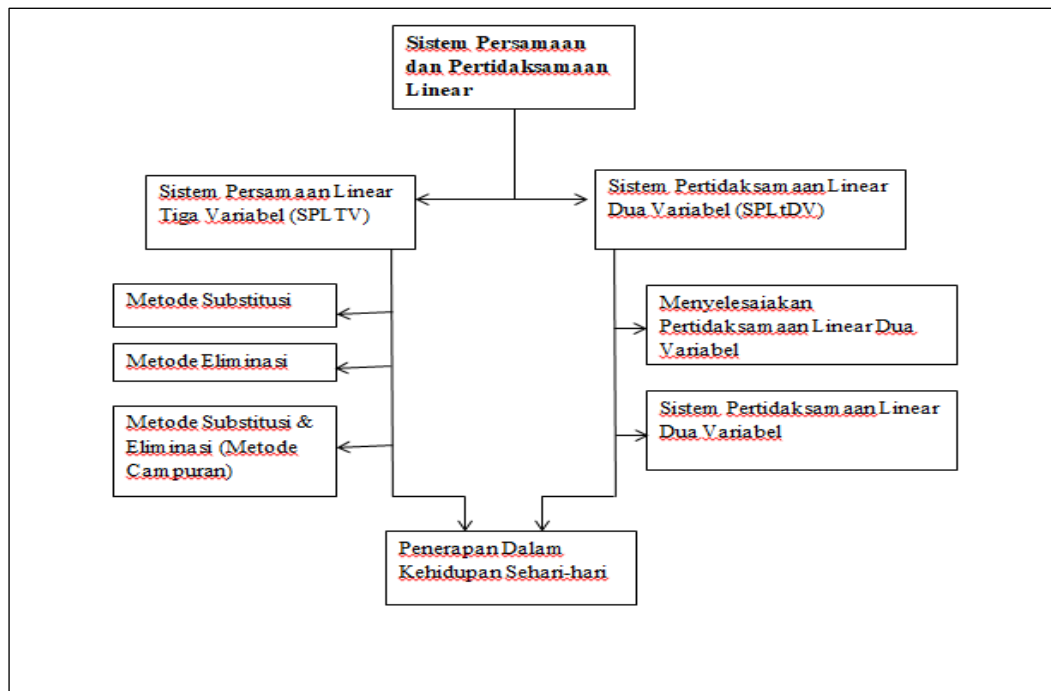 Sistem Persamaan
dan Pertidaksamaan
Linear
Sistem Persamaan Linear
Tiga Variabel (SPLTV)
Sistem Pertidaksamaan Linear
Dua Variabel (SPLtDV)
Metode Substitusi
Metode Eliminasi
Metode Substitusi &
Eliminasi (Metode
Campuran)
Menyelesaiakan
Pertidaksamaan Linear Dua
Variabel
Sistem Pertidaksamaan Linear
Dua Variabel
Penerapan Dalam
Kehidupan Sehari-hari